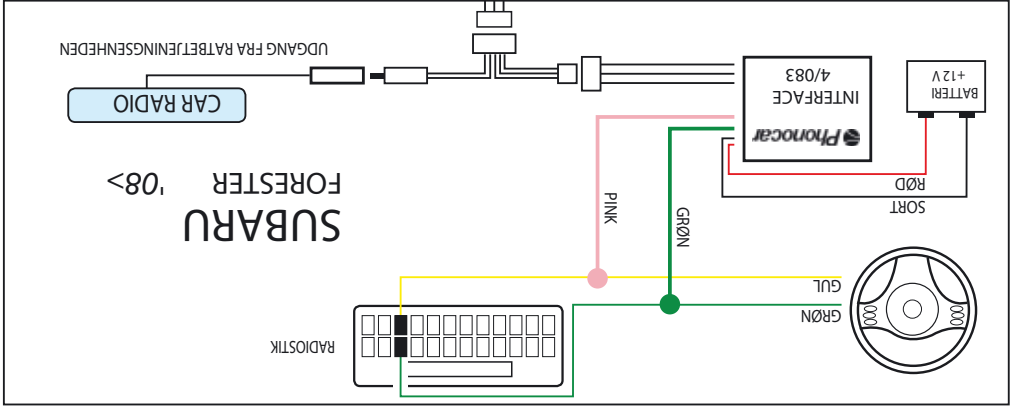 GRØN
GUL
RADIOSTIK
SORT
RØD
GRØN
PINK
SUBARU
FORESTER '08>
Phonocar
INTERFACE
4/083
BATTERI
+12 V
CAR RADIO
UDGANG FRA RATBETJENINGSENHEDEN